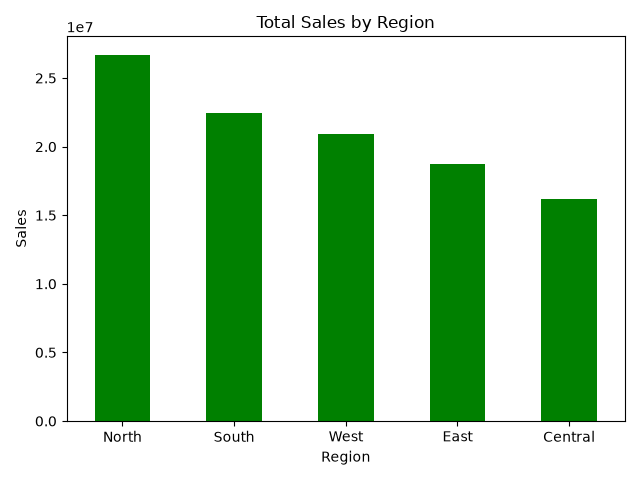 Total Sales by Region
1e7
2.5
2.0
1.5
1.0
0.5
0.0
Sales
North South West East Central
Region